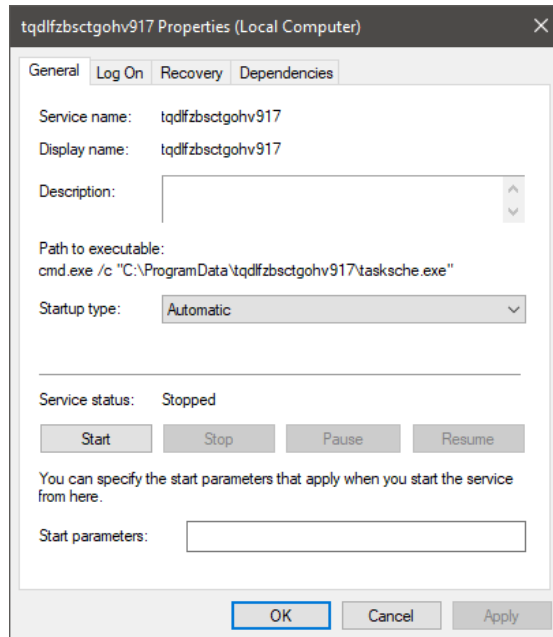 tqdlfzbsctgohv917 Properties (Local Computer)
General Log On Recovery Dependencies
Service name: tqdlfzbsctgohv917
Display name: tqdlfzbsctgohv917
Description:
Path to executable:
cmd.exe /c "C:\ProgramData\tqdlfzbsctgohv917\tasksche.exe"
Startup type: Automatic
Service status: Stopped
Start Stop Pause Resume
You can specify the start parameters that apply when you start the service
from here.
Start parameters:
OK Cancel Apply